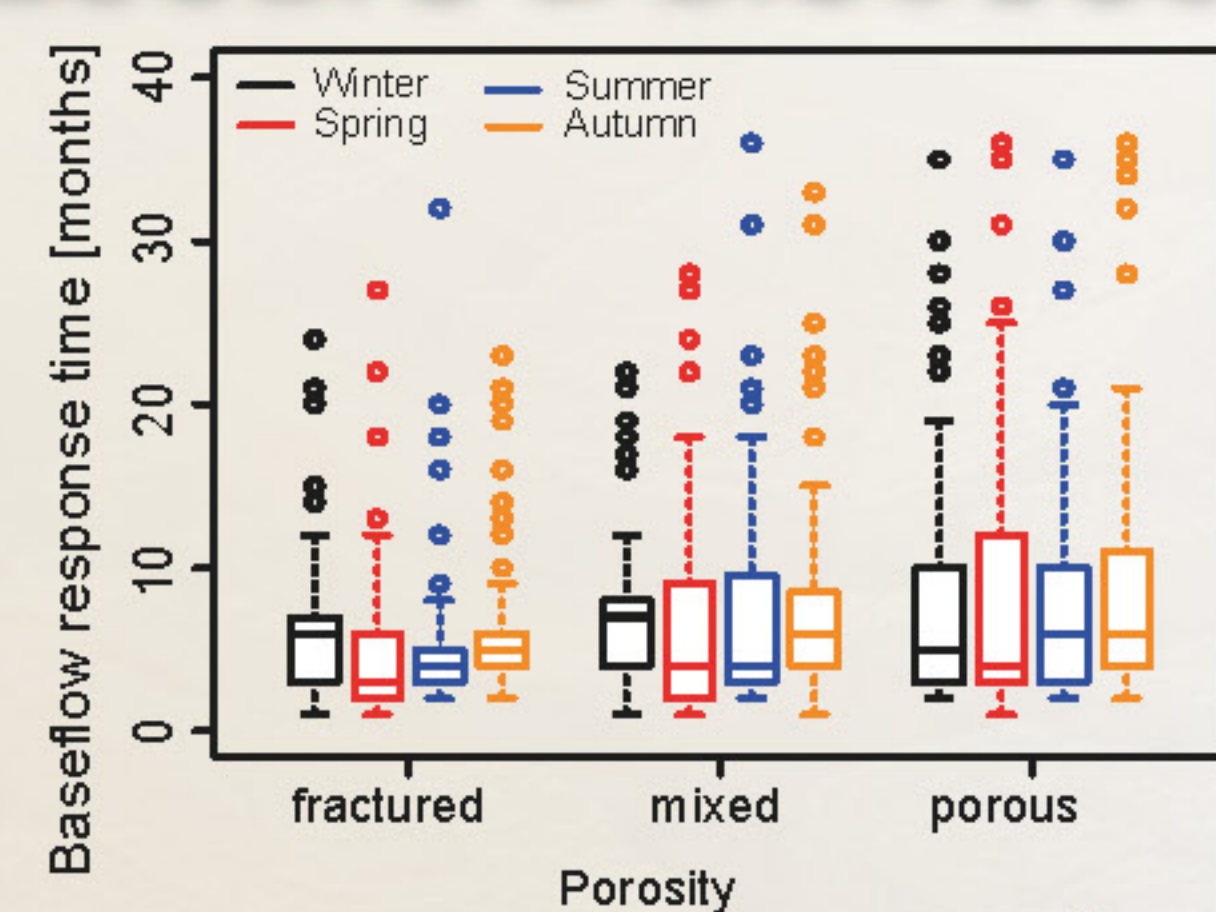 Baseflow response time [months]
40
30
20
10
0
Winter
Spring
Summer
Autumn
fractured
mixed
porous
Porosity